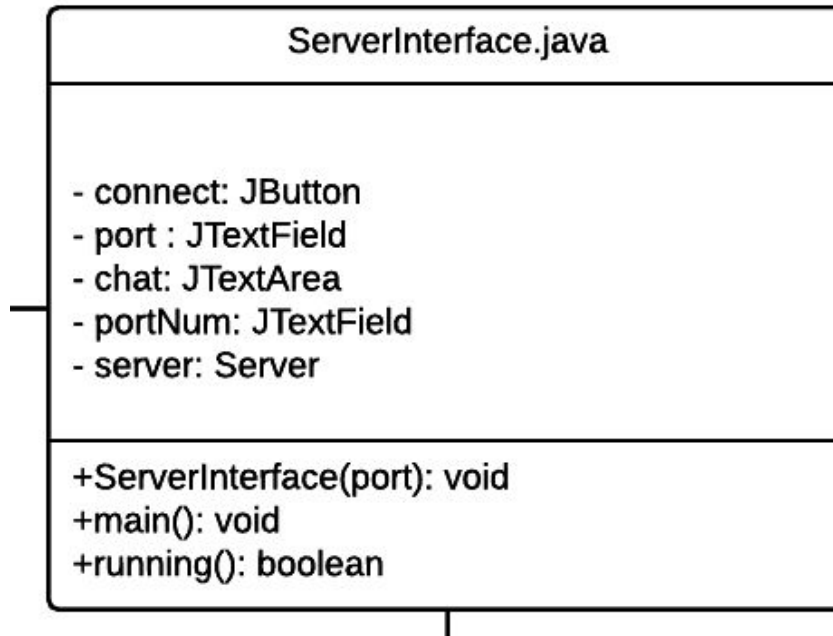 ServerInterface.java
- connect: JButton
- port : JTextField
- chat: JTextArea
- portNum: JTextField
- server: Server
+ServerInterface(port): void
+main(): void
+running(): boolean